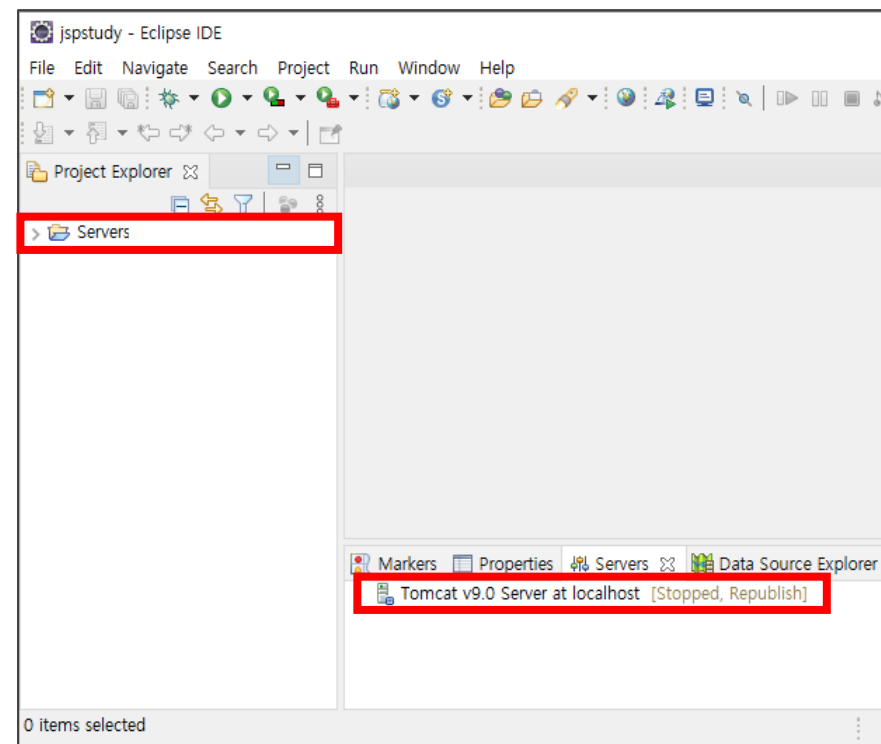 jspstudy - Eclipse IDE
File Edit Navigate Search Project Run Window Help
Project Explorer
Servers
Markers Properties Servers Data Source Explorer
Tomcat v9.0 Server at localhost [Stopped, Republish]
0 items selected